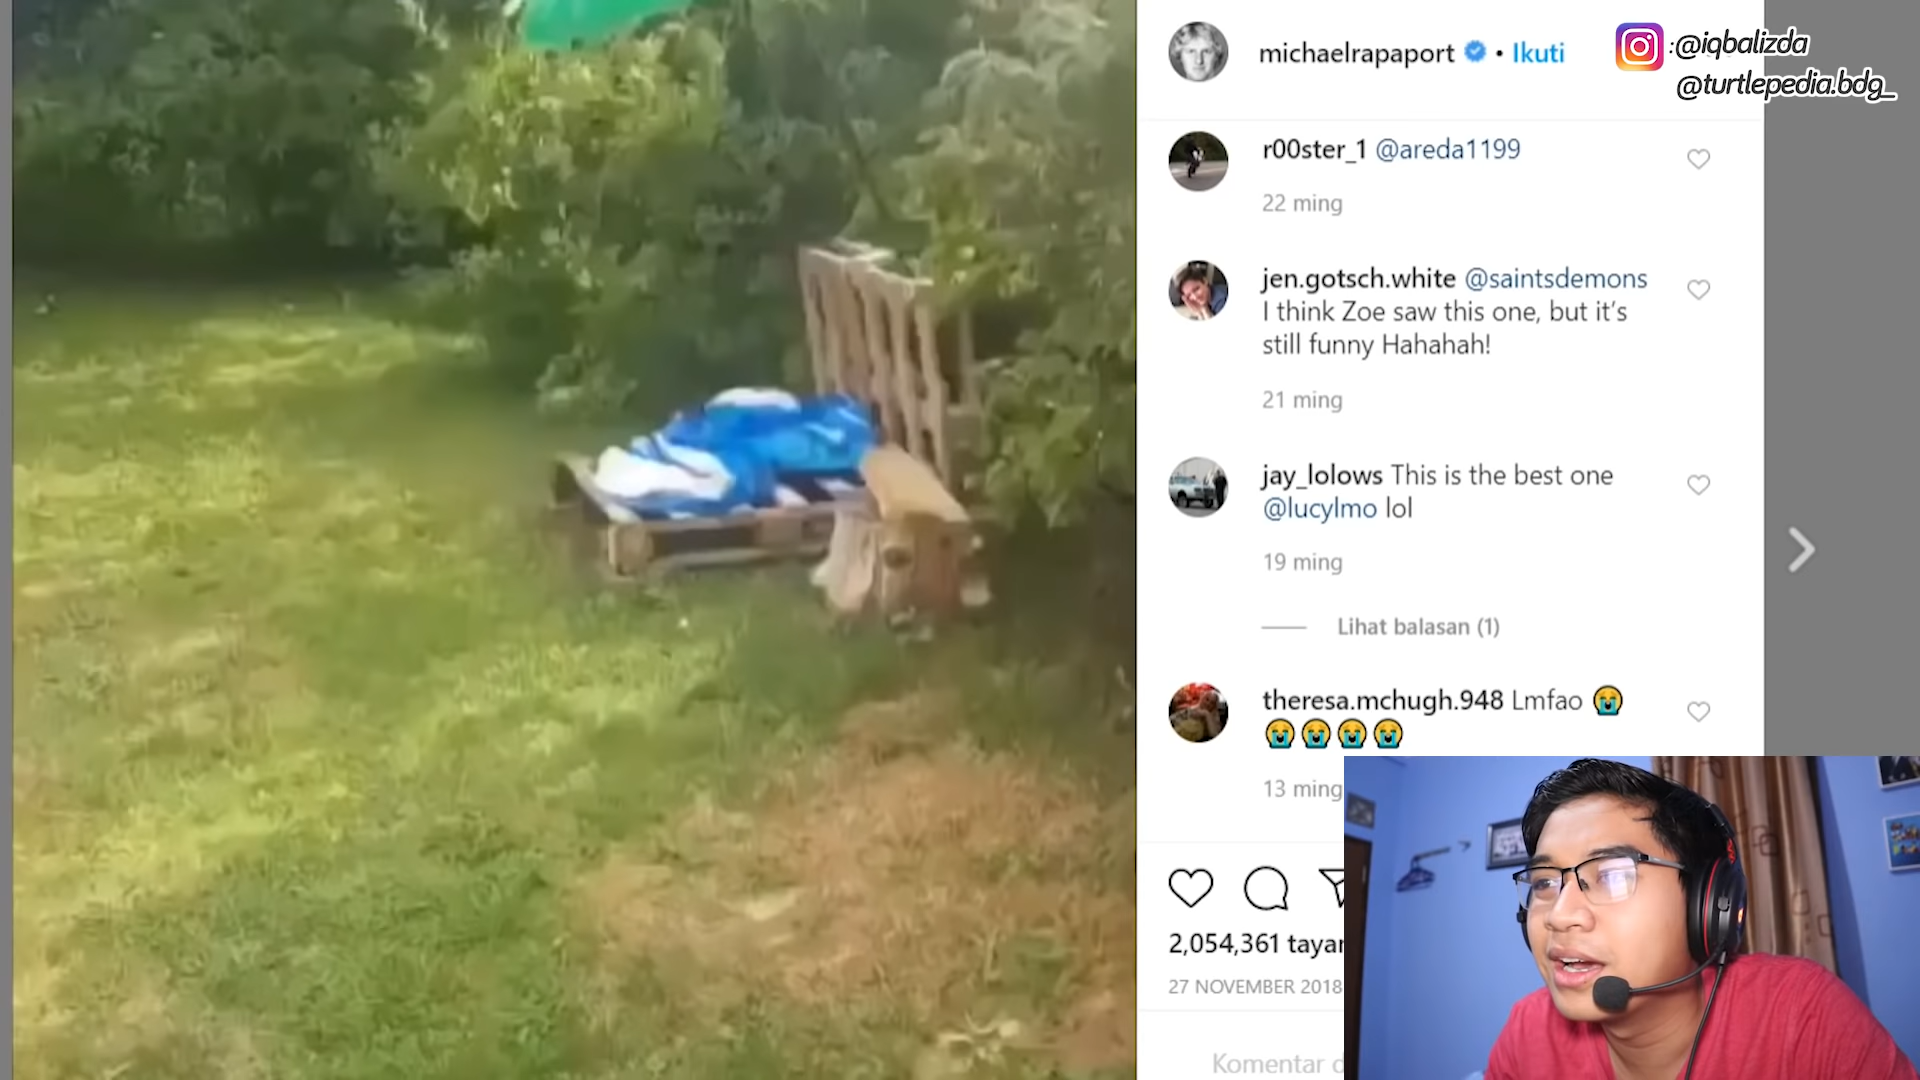 michaelrapaport • Ikuti
:@iqbalizda
@turtlepedia.bdg_
r00ster_1 @areda1199
22 ming
jen.gotsch.white @saintsdemons
I think Zoe saw this one, but it’s
still funny Hahahah!
21 ming
jay_lolows This is the best one
@lucylmo lol
19 ming
Lihat balasan (1)
theresa.mchugh.948 Lmfao 😭
😭😭😭😭
13 ming
2,054,361 tayan
27 NOVEMBER 2018
Komentar